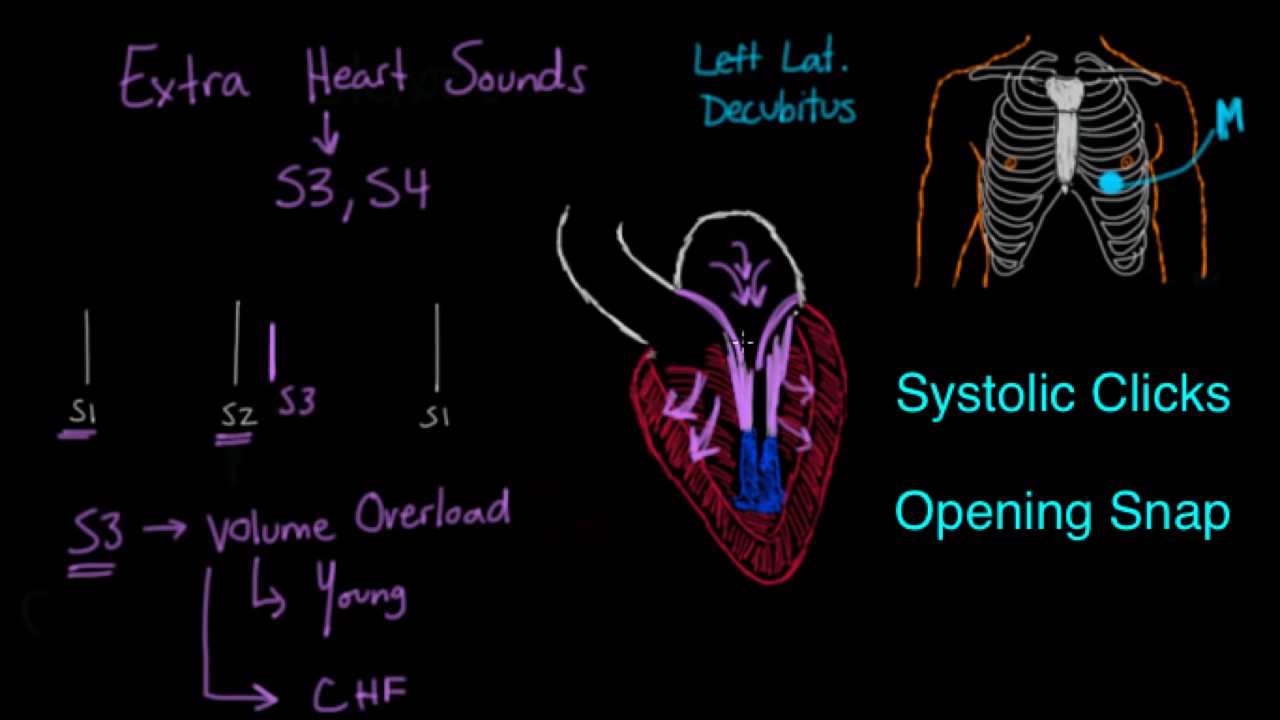 Extra Heart Sounds
S3, S4
Left Lat.
Decubitus
M
S1
S2
S3
S1
S3 → Volume Overload
Young
CHF
Systolic Clicks
Opening Snap